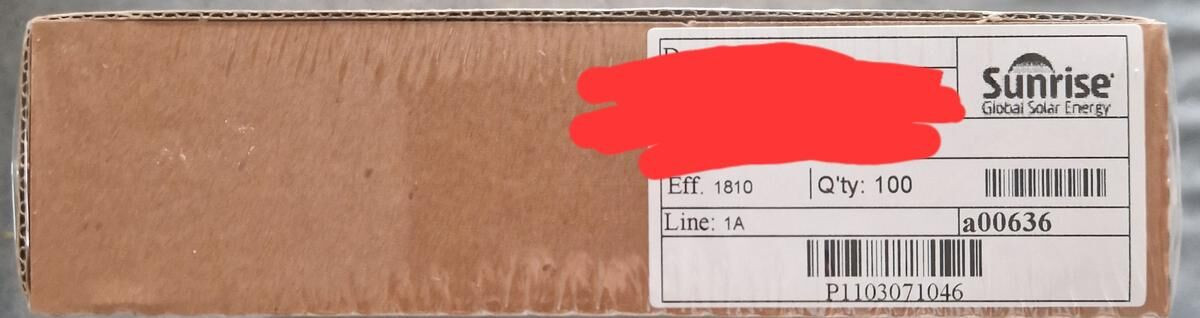 Sunrise
Global Solar Energy
Eff. 1810
Q'ty: 100
Line: 1A
a00636
P1103071046